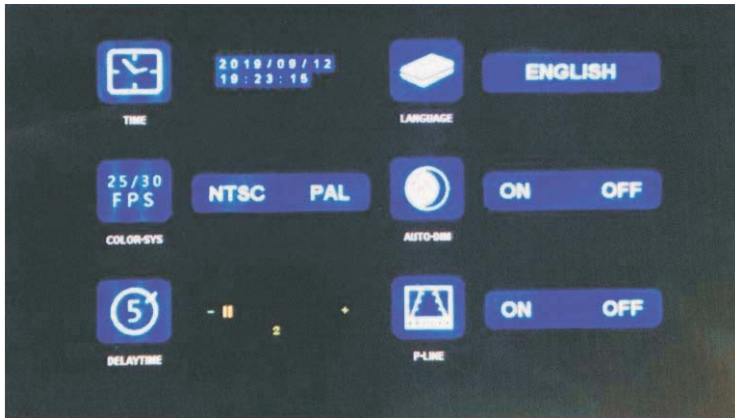 2019/09/12
19:23:15
TIME
ENGLISH
LANGUAGE
25/30
FPS
COLOR-SYS
NTSC PAL
AUTO-DIM
ON OFF
5
DELAYTIME
- +
2
P-LINE
ON OFF